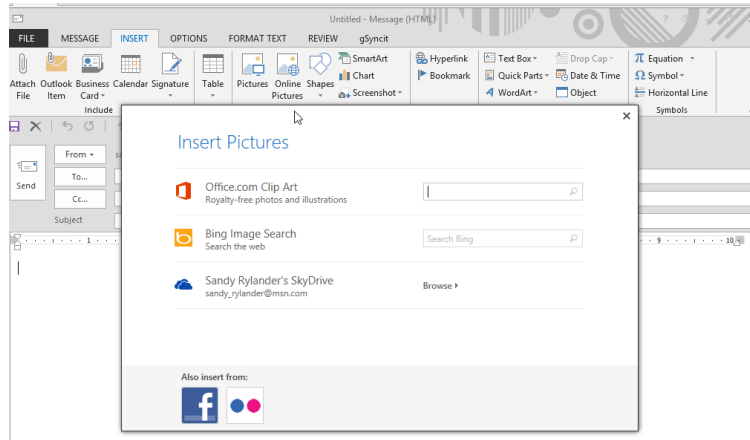 Untitled - Message (HTML)
FILE MESSAGE INSERT OPTIONS FORMAT TEXT REVIEW gSyncit
Attach File
Outlook Item
Business Card
Calendar
Signature
Table
Pictures
Online Pictures
Shapes
SmartArt
Chart
Screenshot
Hyperlink
Bookmark
Text Box
Quick Parts
WordArt
Drop Cap
Date & Time
Object
π Equation
Ω Symbol
Horizontal Line
Include
Symbols
Insert Pictures
Office.com Clip Art
Royalty-free photos and illustrations
Bing Image Search
Search the web
Search Bing
Sandy Rylander's SkyDrive
sandy_rylander@msn.com
Browse
Also insert from:
f
Send
From
To...
Cc...
Subject
1
9
10